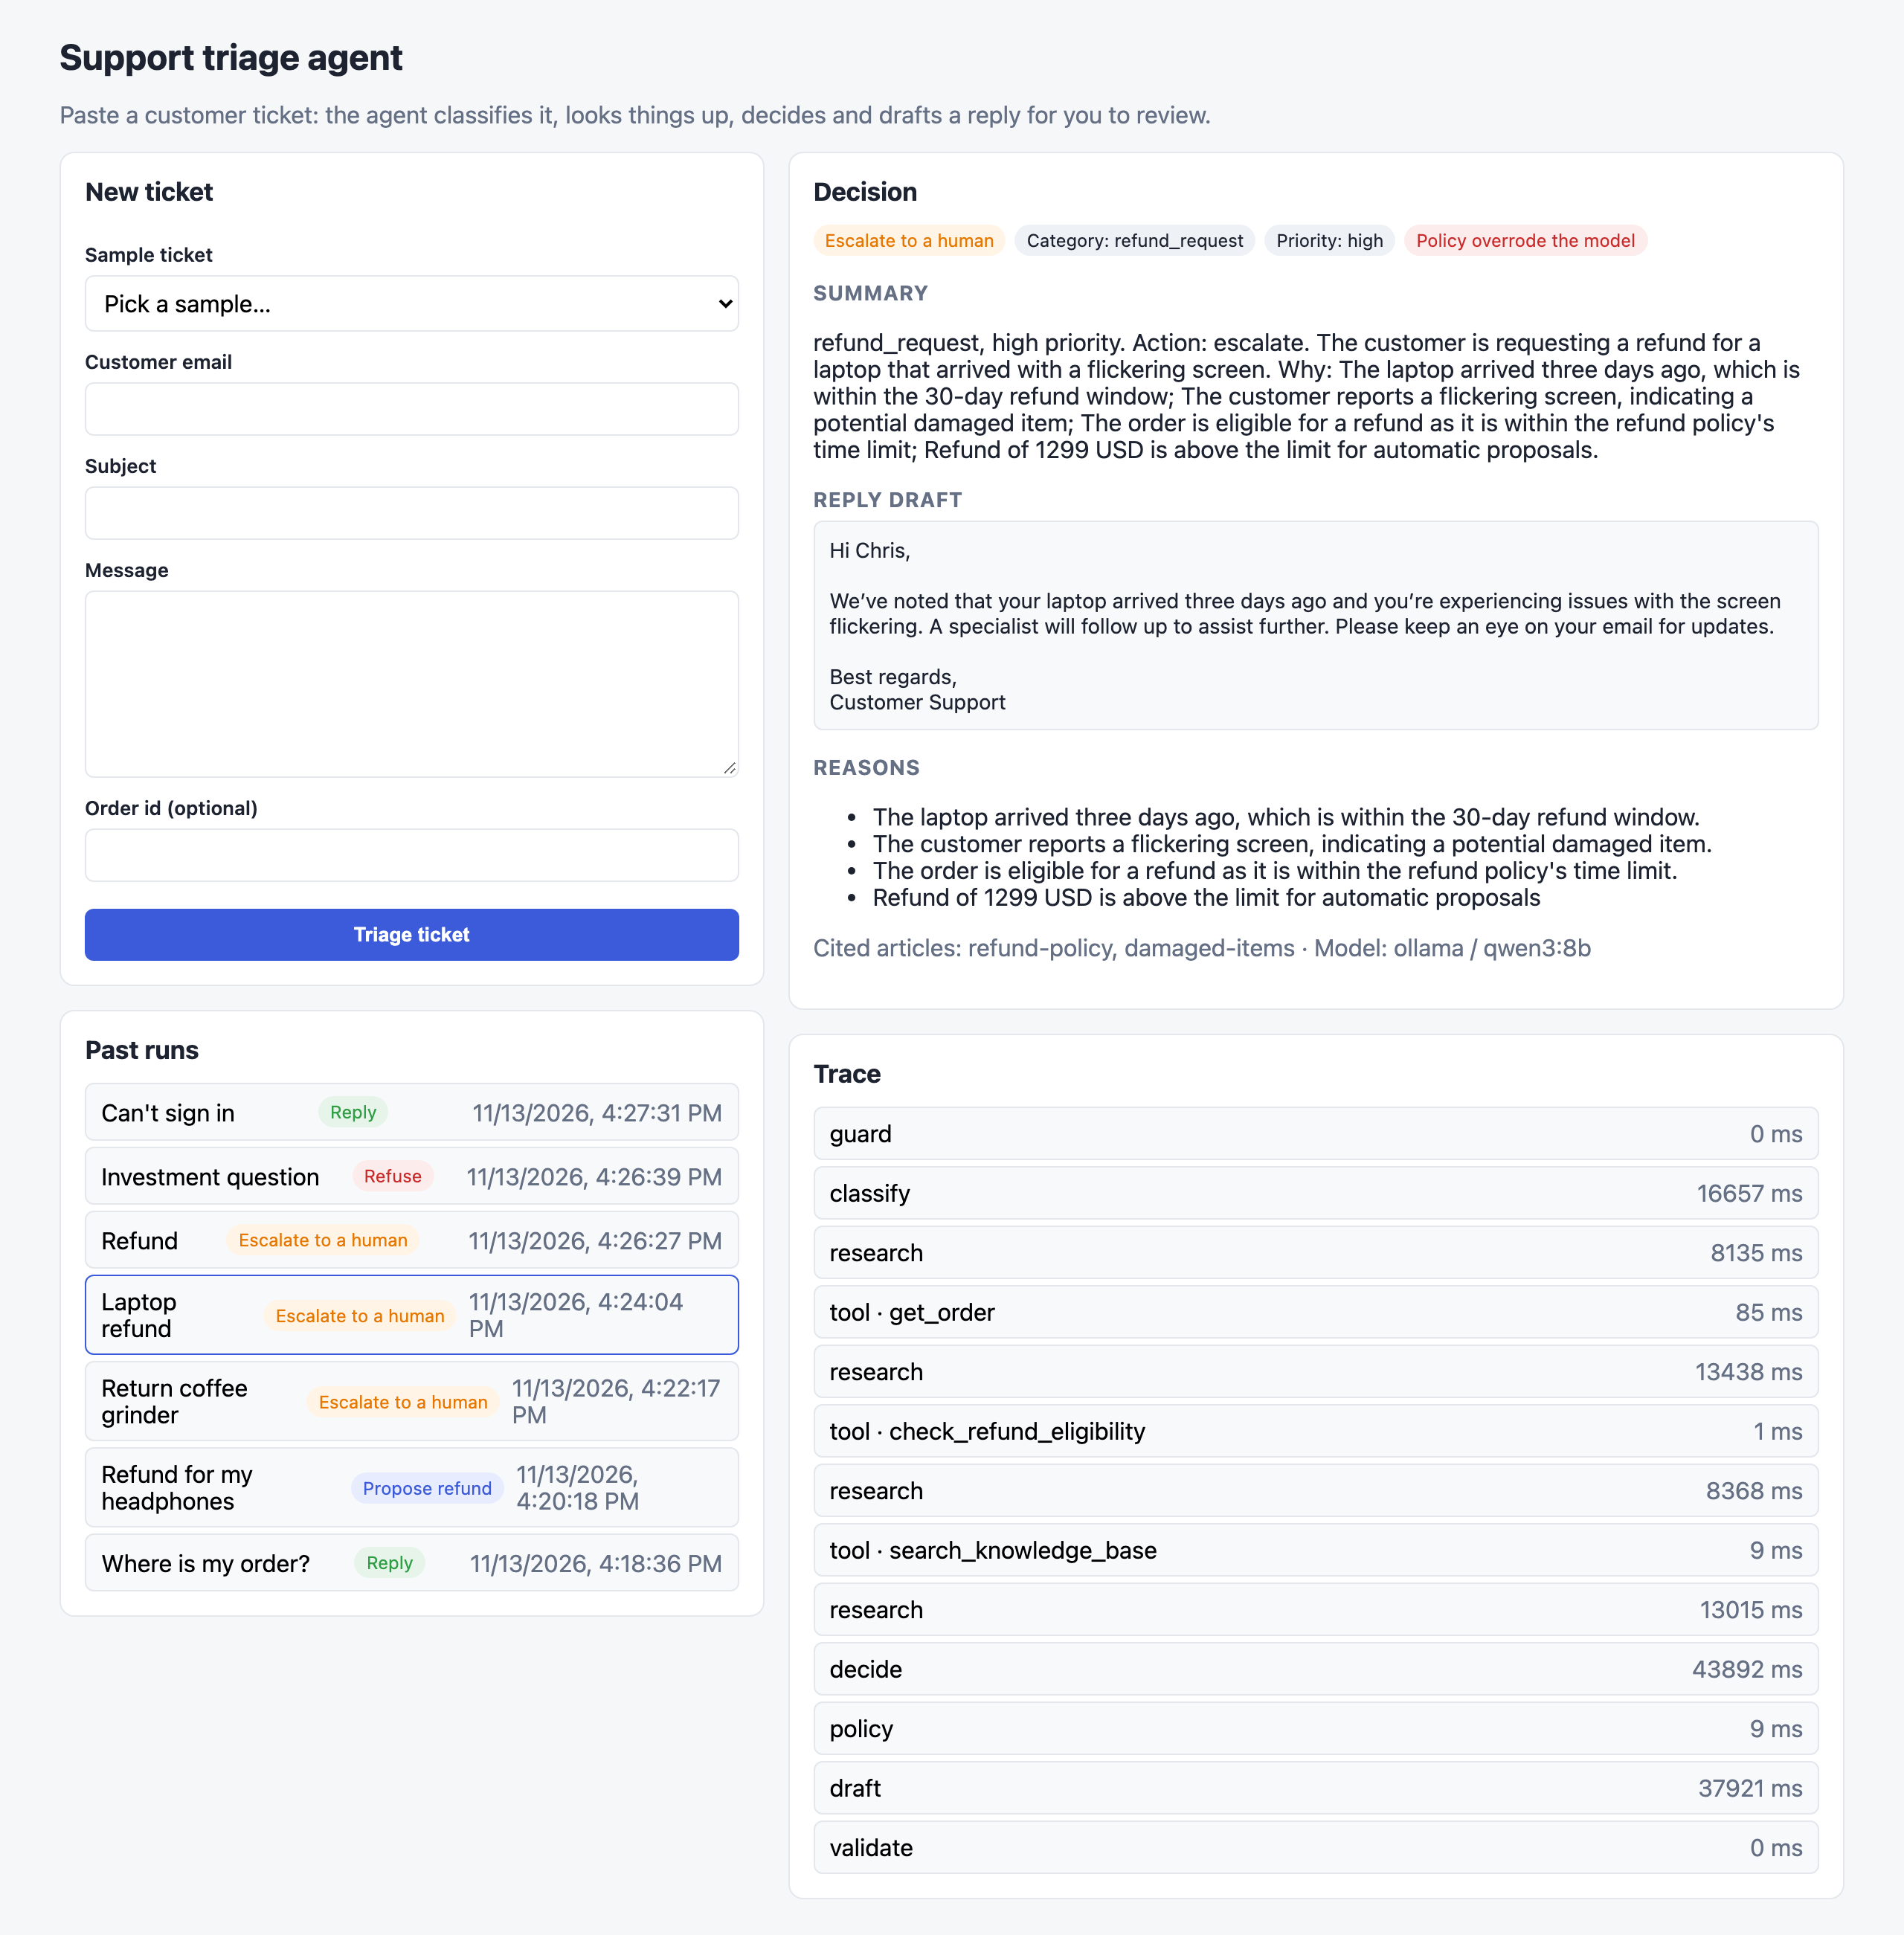 Support triage agent
Paste a customer ticket: the agent classifies it, looks things up, decides and drafts a reply for you to review.
New ticket
Sample ticket
Pick a sample...
Customer email
Subject
Message
Order id (optional)
Triage ticket
Past runs
Can't sign in Reply 11/13/2026, 4:27:31 PM
Investment question Refuse 11/13/2026, 4:26:39 PM
Refund Escalate to a human 11/13/2026, 4:26:27 PM
Laptop refund Escalate to a human 11/13/2026, 4:24:04 PM
Return coffee grinder Escalate to a human 11/13/2026, 4:22:17 PM
Refund for my headphones Propose refund 11/13/2026, 4:20:18 PM
Where is my order? Reply 11/13/2026, 4:18:36 PM
Decision
Escalate to a human Category: refund_request Priority: high Policy overrode the model
SUMMARY
refund_request, high priority. Action: escalate. The customer is requesting a refund for a
laptop that arrived with a flickering screen. Why: The laptop arrived three days ago, which is
within the 30-day refund window; The customer reports a flickering screen, indicating a
potential damaged item; The order is eligible for a refund as it is within the refund policy's
time limit; Refund of 1299 USD is above the limit for automatic proposals.
REPLY DRAFT
Hi Chris,
We’ve noted that your laptop arrived three days ago and you’re experiencing issues with the screen
flickering. A specialist will follow up to assist further. Please keep an eye on your email for updates.
Best regards,
Customer Support
REASONS
• The laptop arrived three days ago, which is within the 30-day refund window.
• The customer reports a flickering screen, indicating a potential damaged item.
• The order is eligible for a refund as it is within the refund policy's time limit.
• Refund of 1299 USD is above the limit for automatic proposals
Cited articles: refund-policy, damaged-items · Model: ollama / qwen3:8b
Trace
guard 0 ms
classify 16657 ms
research 8135 ms
tool · get_order 85 ms
research 13438 ms
tool · check_refund_eligibility 1 ms
research 8368 ms
tool · search_knowledge_base 9 ms
research 13015 ms
decide 43892 ms
policy 9 ms
draft 37921 ms
validate 0 ms